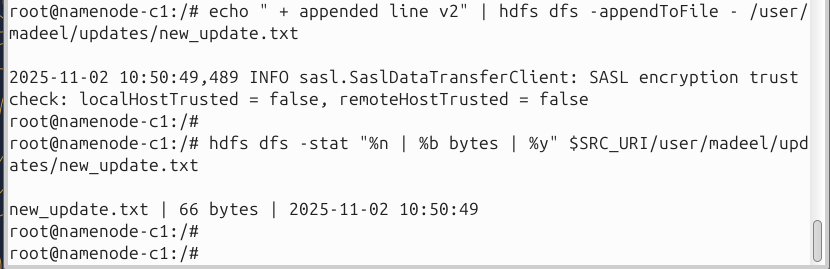 root@namenode-c1:/# echo " + appended line v2" | hdfs dfs -appendToFile - /user/
madeel/updates/new_update.txt
2025-11-02 10:50:49,489 INFO sasl.SaslDataTransferClient: SASL encryption trust
check: localHostTrusted = false, remoteHostTrusted = false
root@namenode-c1:/#
root@namenode-c1:/# hdfs dfs -stat "%n | %b bytes | %y" $SRC_URI/user/madeel/upd
ates/new_update.txt
new_update.txt | 66 bytes | 2025-11-02 10:50:49
root@namenode-c1:/#
root@namenode-c1:/#